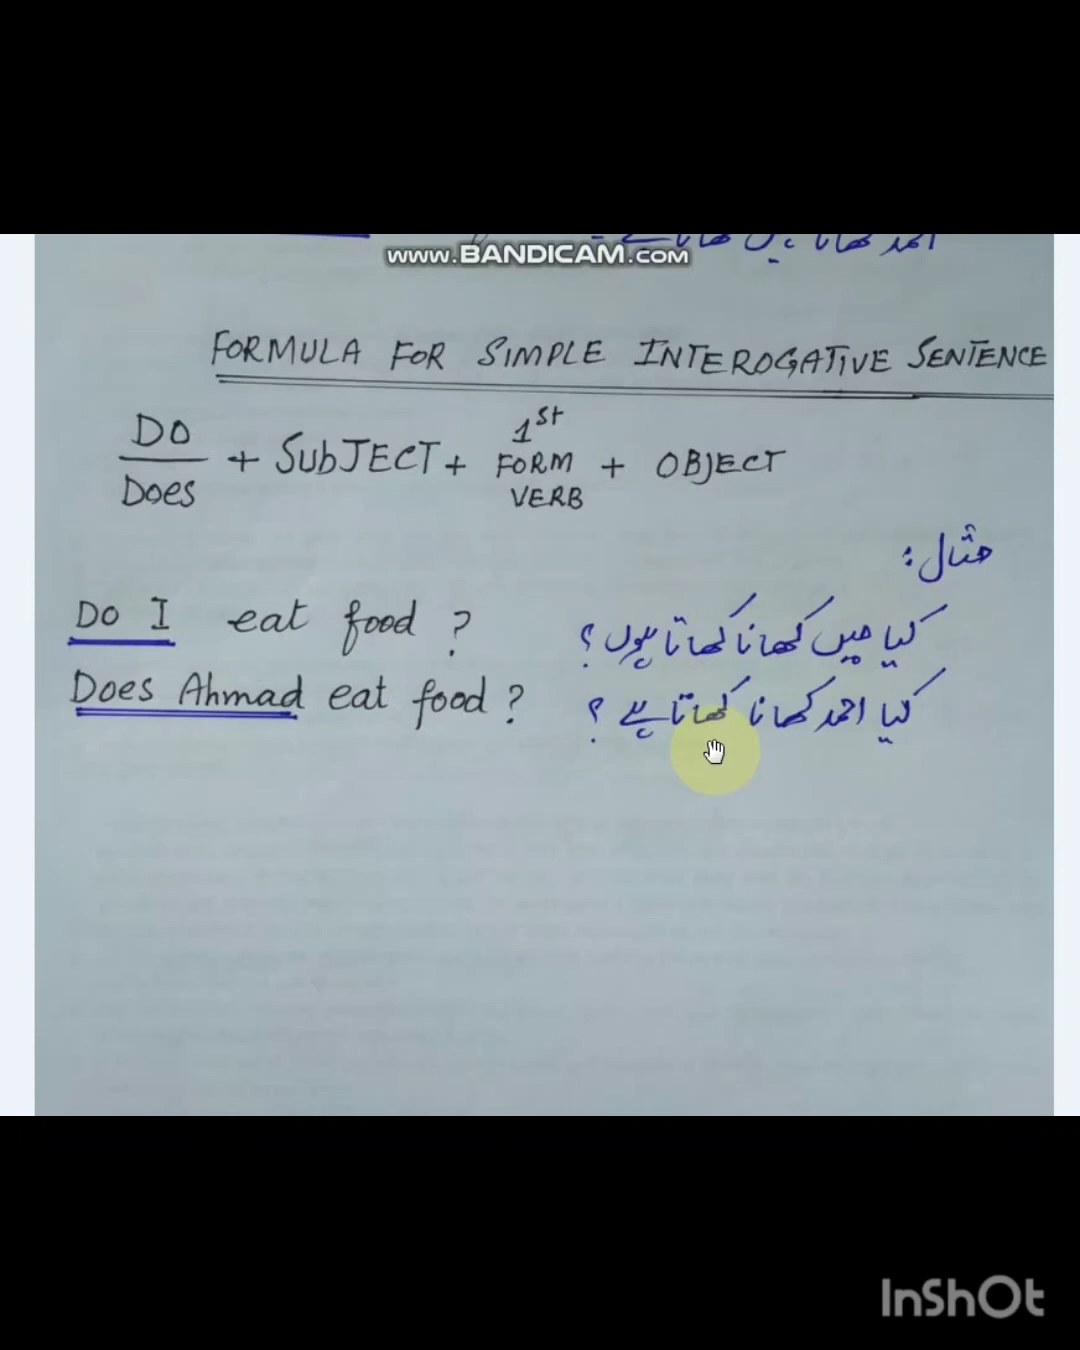 www.BANDICAM.com
FORMULA FOR SIMPLE INTEROGATIVE SENTENCE
DO
Does + SUbJECT + 1st FORM VERB + OBJECT
مثال:
Do I eat food ? کیا میں کھانا کھاتا ہوں ؟
Does Ahmad eat food ? کیا احمد کھانا کھاتا ہے ؟
InShOt